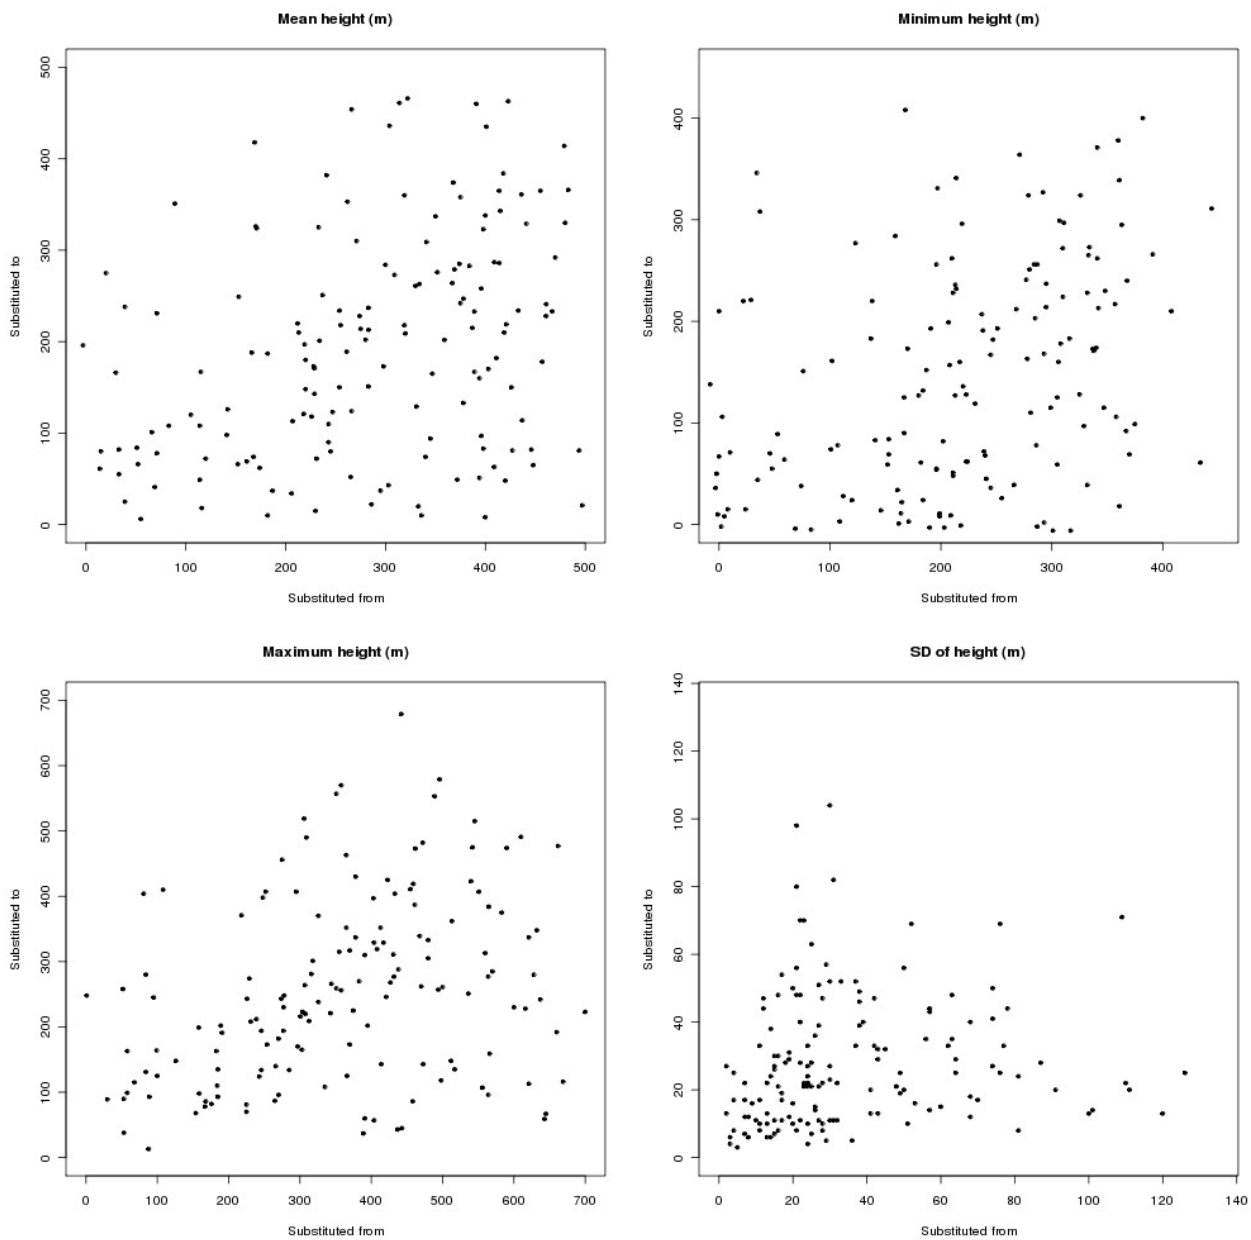 Mean height (m)
500
400
300
200
100
0
Substituted to
0 100 200 300 400 500
Substituted from
Minimum height (m)
400
300
200
100
0
Substituted to
0 100 200 300 400
Substituted from
Maximum height (m)
700
600
500
400
300
200
100
0
Substituted to
0 100 200 300 400 500 600 700
Substituted from
SD of height (m)
140
120
100
80
60
40
20
0
Substituted to
0 20 40 60 80 100 120 140
Substituted from